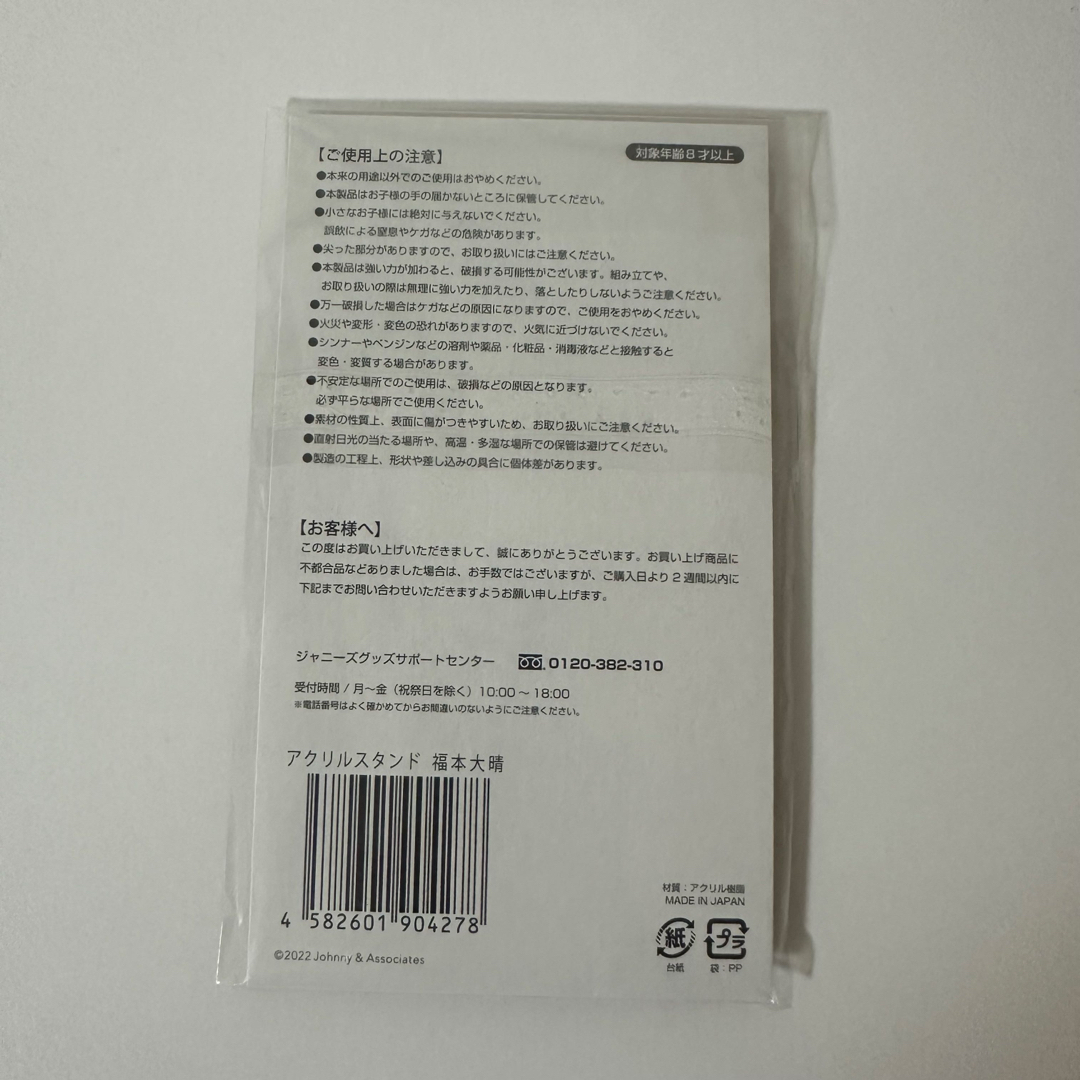 【ご使用上の注意】
対象年齢8才以上
●本来の用途以外でのご使用はおやめください。
●本製品はお子様の手の届かないところに保管してください。
●小さなお子様には絶対に与えないでください。
誤飲による窒息やケガなどの危険があります。
●尖った部分がありますので、お取り扱いにはご注意ください。
●本製品は強い力が加わると、破損する可能性がございます。組み立てや、
お取り扱いの際は無理に強い力を加えたり、落としたりしないようご注意ください。
●万一破損した場合はケガなどの原因になりますので、ご使用をおやめください。
●火災や変形・変色の恐れがありますので、火気に近づけないでください。
●シンナーやベンジンなどの溶剤や薬品・化粧品・消毒液などと接触すると
変色・変質する場合があります。
●不安定な場所でのご使用は、破損などの原因となります。
必ず平らな場所でご使用ください。
●素材の性質上、表面に傷がつきやすいため、お取り扱いにご注意ください。
●直射日光の当たる場所や、高温・多湿な場所での保管は避けてください。
●製造の工程上、形状や差し込みの具合に個体差があります。
【お客様へ】
この度はお買い上げいただきまして、誠にありがとうございます。お買い上げ商品に
不都合品などありました場合は、お手数ではございますが、ご購入日より2週間以内に
下記までお問い合わせいただきますようお願い申し上げます。
ジャニーズグッズサポートセンター 0120-382-310
受付時間/月〜金(祝祭日を除く)10:00〜18:00
※電話番号はよく確かめてからお間違いのないようにご注意ください。
アクリルスタンド 福本大晴
4 582601 904278
©2022 Johnny & Associates
材質:アクリル樹脂
MADE IN JAPAN
紙 プラ
台紙 袋:PP